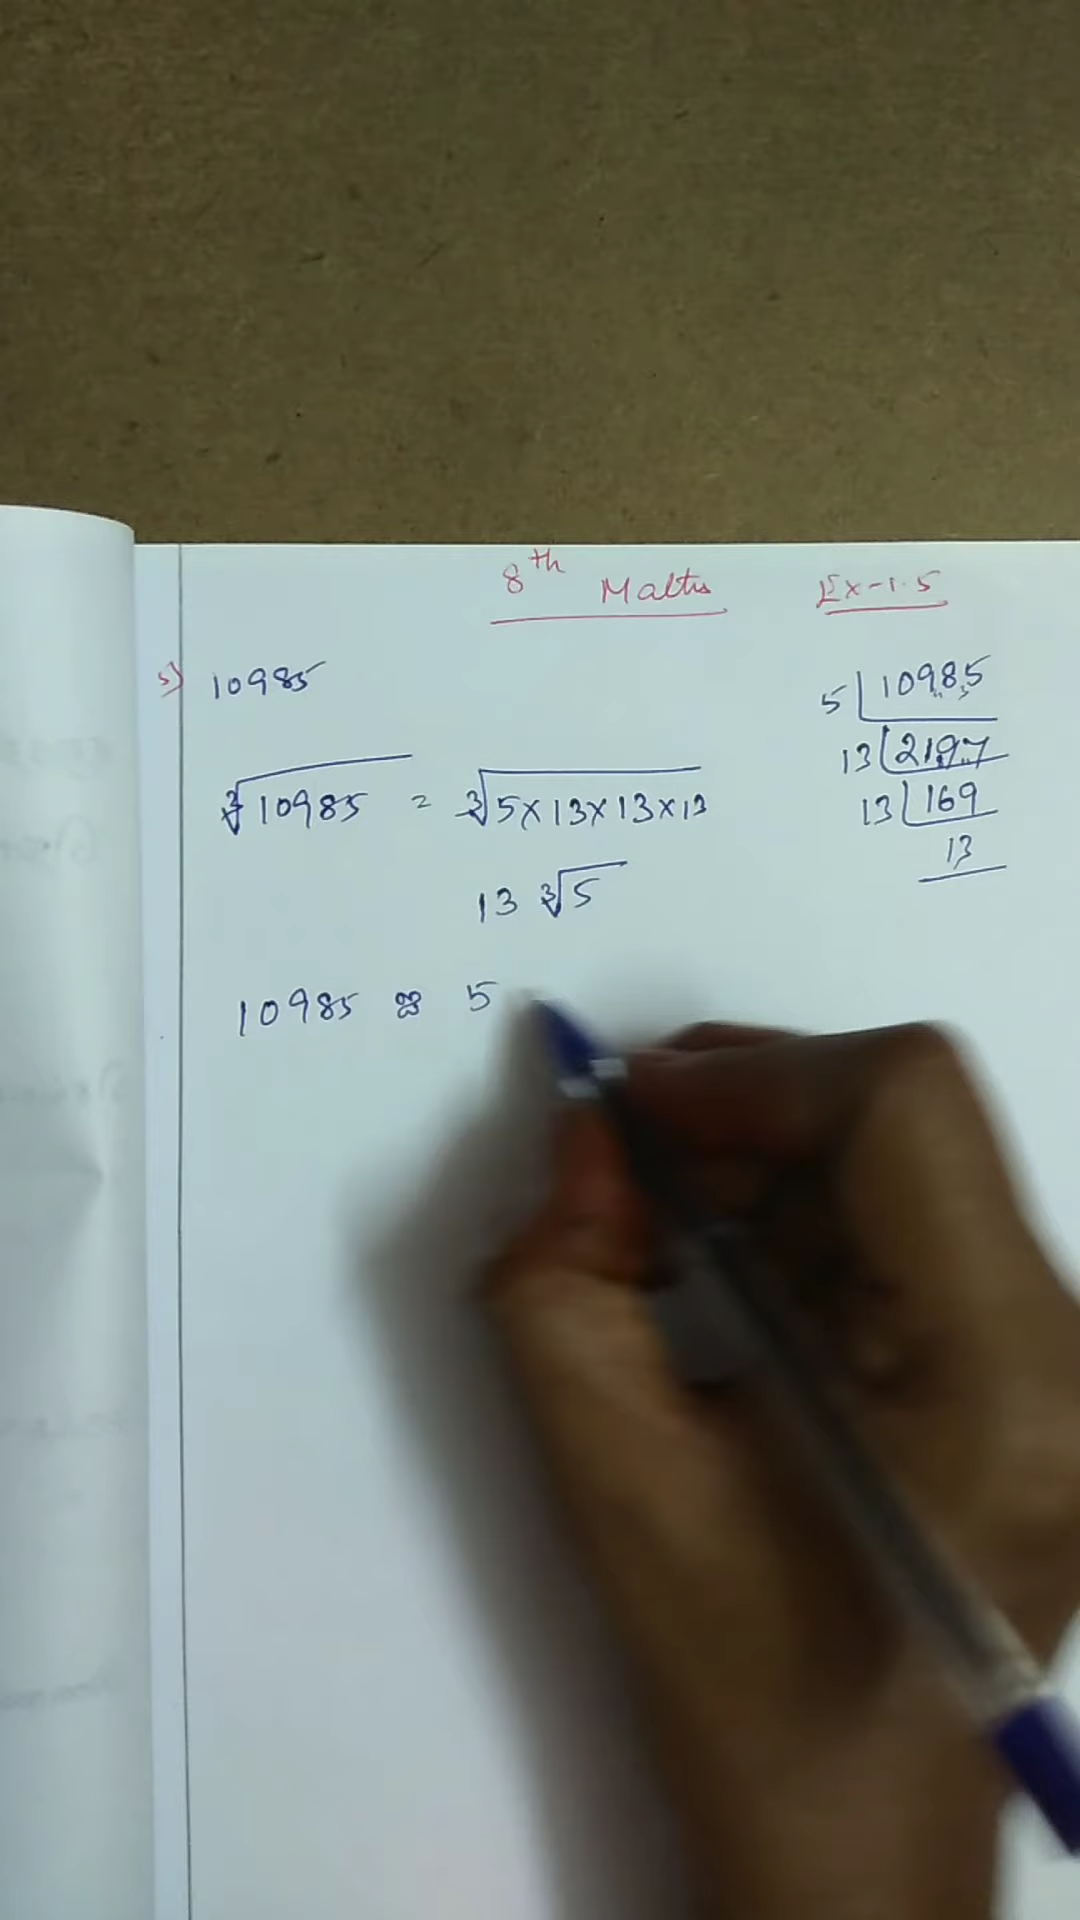 8th Maths Ex-1.5
5) 10985
∛10985 = ∛5×13×13×13
13 ∛5
10985 ஐ 5
5 | 10985
13 | 2197
13 | 169
13